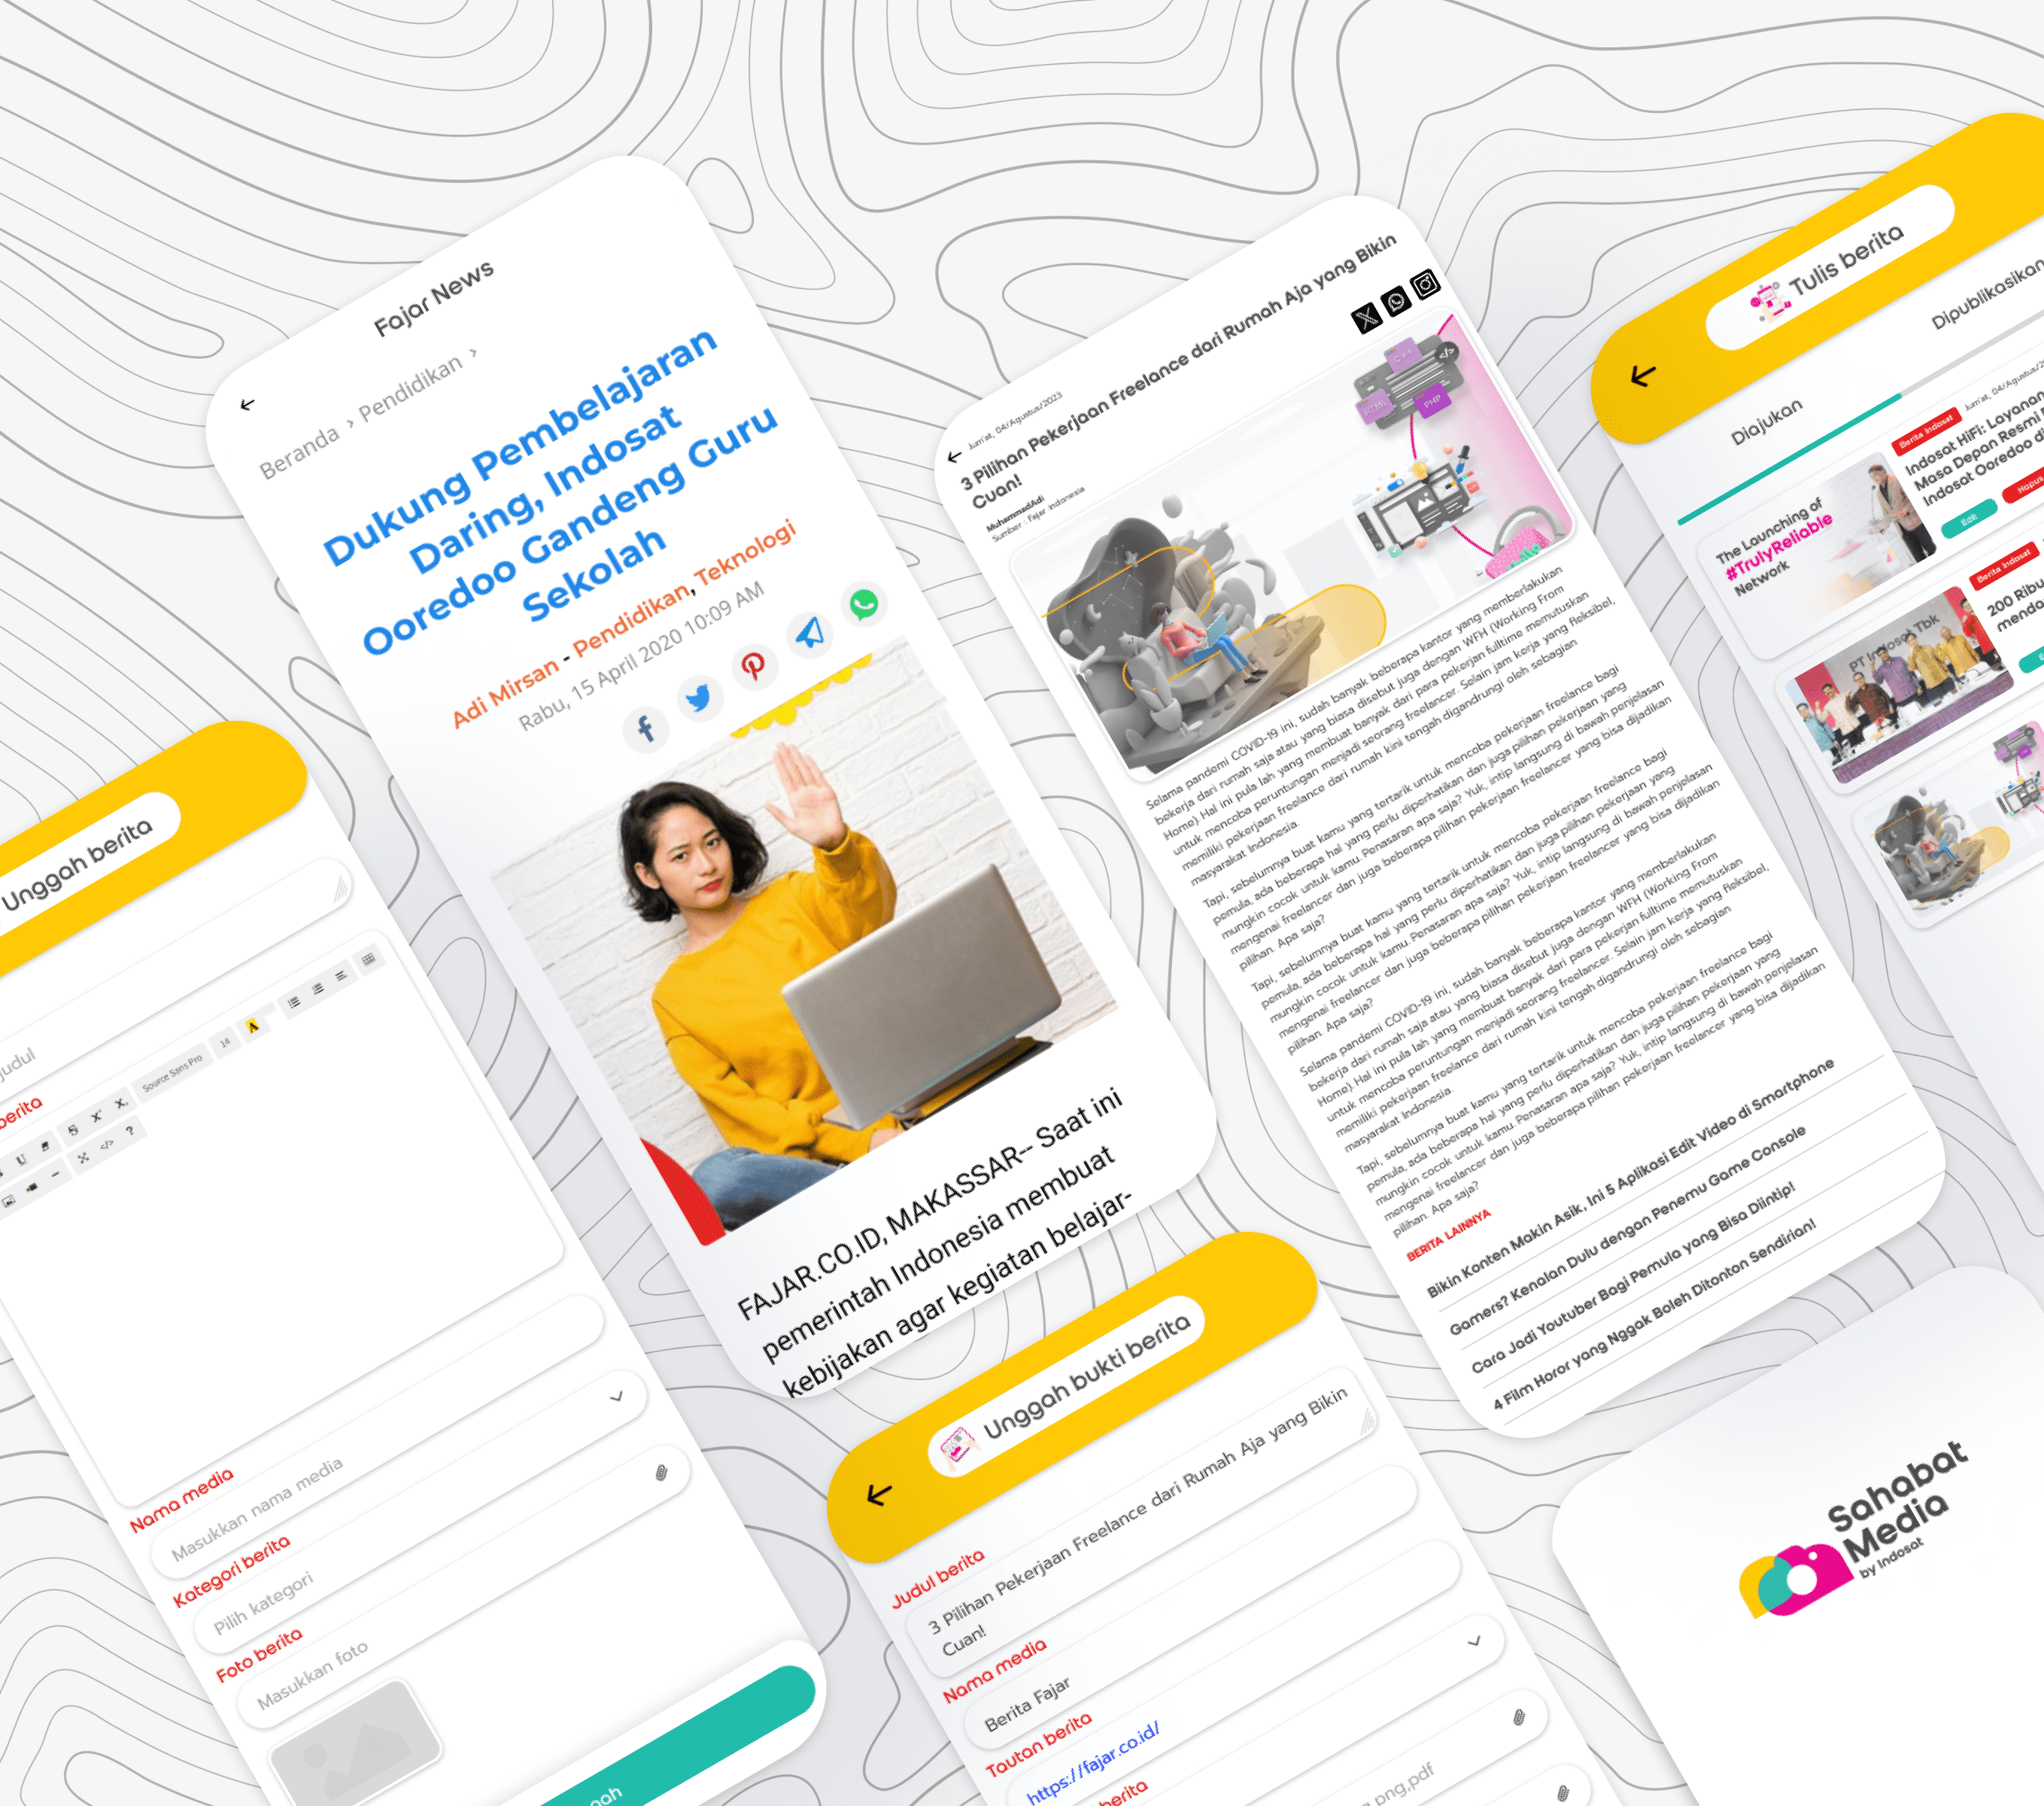 Unggah berita
judul
berita
Source Sans Pro
14
Nama media
Masukkan nama media
Kategori berita
Pilih kategori
Foto berita
Masukkan foto
Fajar News
Beranda › Pendidikan ›
Dukung Pembelajaran
Daring, Indosat
Ooredoo Gandeng Guru
Sekolah
Adi Mirsan - Pendidikan, Teknologi
Rabu, 15 April 2020 10:09 AM
FAJAR.CO.ID, MAKASSAR-- Saat ini
pemerintah Indonesia membuat
kebijakan agar kegiatan belajar-
Unggah bukti berita
Judul berita
3 Pilihan Pekerjaan Freelance dari Rumah Aja yang Bikin
Cuan!
Nama media
Berita Fajar
Tautan berita
https://fajar.co.id/
berita
png,pdf
Jum'at, 04/Agustus/2023
3 Pilihan Pekerjaan Freelance dari Rumah Aja yang Bikin
Cuan!
MuhammadAdi
Sumber : Fajar Indonesia
C++
</>
HTML
PHP
Selama pandemi COVID-19 ini, sudah banyak beberapa kantor yang memberlakukan
bekerja dari rumah saja atau yang biasa disebut juga dengan WFH (Working From
Home). Hal ini pula lah yang membuat banyak dari para pekerja fulltime memutuskan
untuk mencoba peruntungan menjadi seorang freelancer. Selain jam kerja yang fleksibel,
memiliki pekerjaan freelance dari rumah kini tengah digandrungi oleh sebagian
masyarakat Indonesia.
Tapi, sebelumnya buat kamu yang tertarik untuk mencoba pekerjaan freelance bagi
pemula, ada beberapa hal yang perlu diperhatikan dan juga pilihan pekerjaan yang
mungkin cocok untuk kamu. Penasaran apa saja? Yuk, intip langsung di bawah penjelasan
mengenai freelancer dan juga beberapa pilihan pekerjaan freelancer yang bisa dijadikan
pilihan. Apa saja?
Tapi, sebelumnya buat kamu yang tertarik untuk mencoba pekerjaan freelance bagi
pemula, ada beberapa hal yang perlu diperhatikan dan juga pilihan pekerjaan yang
mungkin cocok untuk kamu. Penasaran apa saja? Yuk, intip langsung di bawah penjelasan
mengenai freelancer dan juga beberapa pilihan pekerjaan freelancer yang bisa dijadikan
pilihan. Apa saja?
Selama pandemi COVID-19 ini, sudah banyak beberapa kantor yang memberlakukan
bekerja dari rumah saja atau yang biasa disebut juga dengan WFH (Working From
Home). Hal ini pula lah yang membuat banyak dari para pekerja fulltime memutuskan
untuk mencoba peruntungan menjadi seorang freelancer. Selain jam kerja yang fleksibel,
memiliki pekerjaan freelance dari rumah kini tengah digandrungi oleh sebagian
masyarakat Indonesia.
Tapi, sebelumnya buat kamu yang tertarik untuk mencoba pekerjaan freelance bagi
pemula, ada beberapa hal yang perlu diperhatikan dan juga pilihan pekerjaan yang
mungkin cocok untuk kamu. Penasaran apa saja? Yuk, intip langsung di bawah penjelasan
mengenai freelancer dan juga beberapa pilihan pekerjaan freelancer yang bisa dijadikan
pilihan. Apa saja?
BERITA LAINNYA
Bikin Konten Makin Asik, Ini 5 Aplikasi Edit Video di Smartphone
Gamers? Kenalan Dulu dengan Penemu Game Console
Cara Jadi Youtuber Bagi Pemula yang Bisa Diintip!
4 Film Horor yang Nggak Boleh Ditonton Sendirian!
Tulis berita
Diajukan
Dipublikasikan
The Launching of
#TrulyReliable
Network
Berita Indosat
Jum'at, 04/Agustus/
Indosat HiFi: Layanan
Masa Depan Resmi
Indosat Ooredoo
Edit
Hapus
PT Indosat Tbk
Berita Indosat
200 Ribu
Sahabat
Media
by Indosat